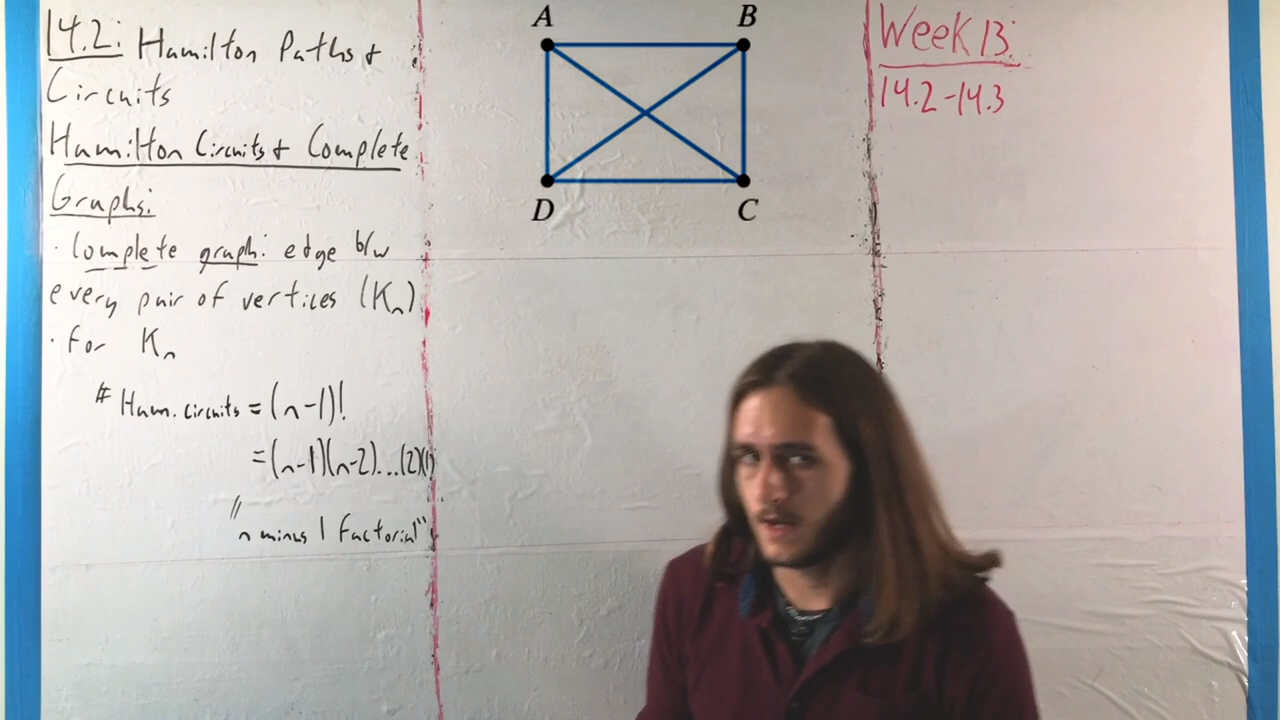 14.2: Hamilton Paths &
Circuits
Hamilton Circuits & Complete
Graphs:
· Complete graph: edge b/w
every pair of vertices (Kn)
· For Kn
# Ham. circuits = (n-1)!
= (n-1)(n-2)...(2)(1)
"n minus 1 factorial"
A
B
D
C
Week 13:
14.2-14.3